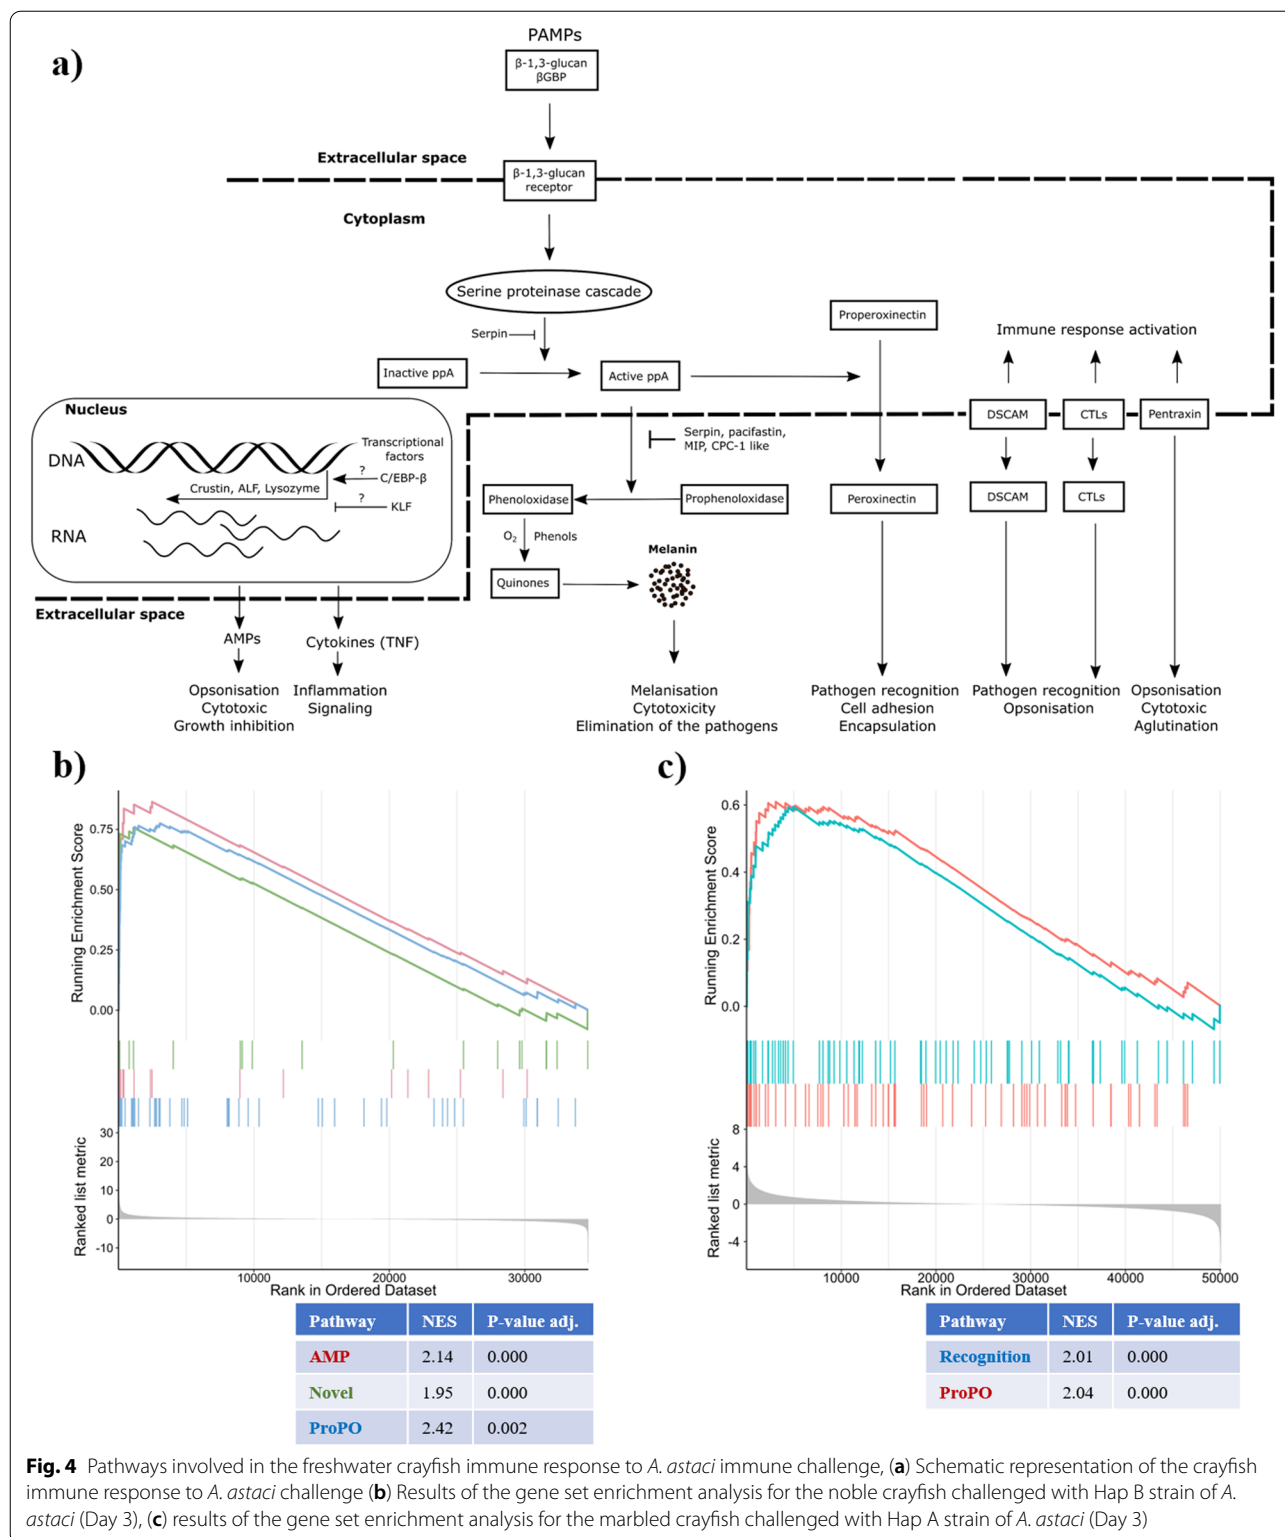 a)
PAMPs
β-1,3-glucan
βGBP
Extracellular space
β-1,3-glucan
receptor
Cytoplasm
Serine proteinase cascade
Serpin
Properoxinectin
Immune response activation
Inactive ppA
Active ppA
Nucleus
DSCAM
CTLs
Pentraxin
DNA
Transcriptional
factors
?
C/EBP-β
Crustin, ALF, Lysozyme
?
KLF
RNA
Serpin, pacifastin,
MIP, CPC-1 like
Phenoloxidase
Prophenoloxidase
Peroxinectin
DSCAM
CTLs
O2
Phenols
Melanin
Quinones
Extracellular space
AMPs
Cytokines (TNF)
Opsonisation
Cytotoxic
Growth inhibition
Inflammation
Signaling
Melanisation
Cytotoxicity
Elimination of the pathogens
Pathogen recognition
Cell adhesion
Encapsulation
Pathogen recognition
Opsonisation
Opsonisation
Cytotoxic
Aglutination
b)
Running Enrichment Score
0.75
0.50
0.25
0.00
Ranked list metric
30
20
10
0
-10
10000
20000
30000
Rank in Ordered Dataset
Pathway NES P-value adj.
AMP 2.14 0.000
Novel 1.95 0.000
ProPO 2.42 0.002
c)
Running Enrichment Score
0.6
0.4
0.2
0.0
Ranked list metric
8
4
0
-4
10000
20000
30000
40000
50000
Rank in Ordered Dataset
Pathway NES P-value adj.
Recognition 2.01 0.000
ProPO 2.04 0.000
Fig. 4 Pathways involved in the freshwater crayfish immune response to A. astaci immune challenge, (a) Schematic representation of the crayfish
immune response to A. astaci challenge (b) Results of the gene set enrichment analysis for the noble crayfish challenged with Hap B strain of A.
astaci (Day 3), (c) results of the gene set enrichment analysis for the marbled crayfish challenged with Hap A strain of A. astaci (Day 3)